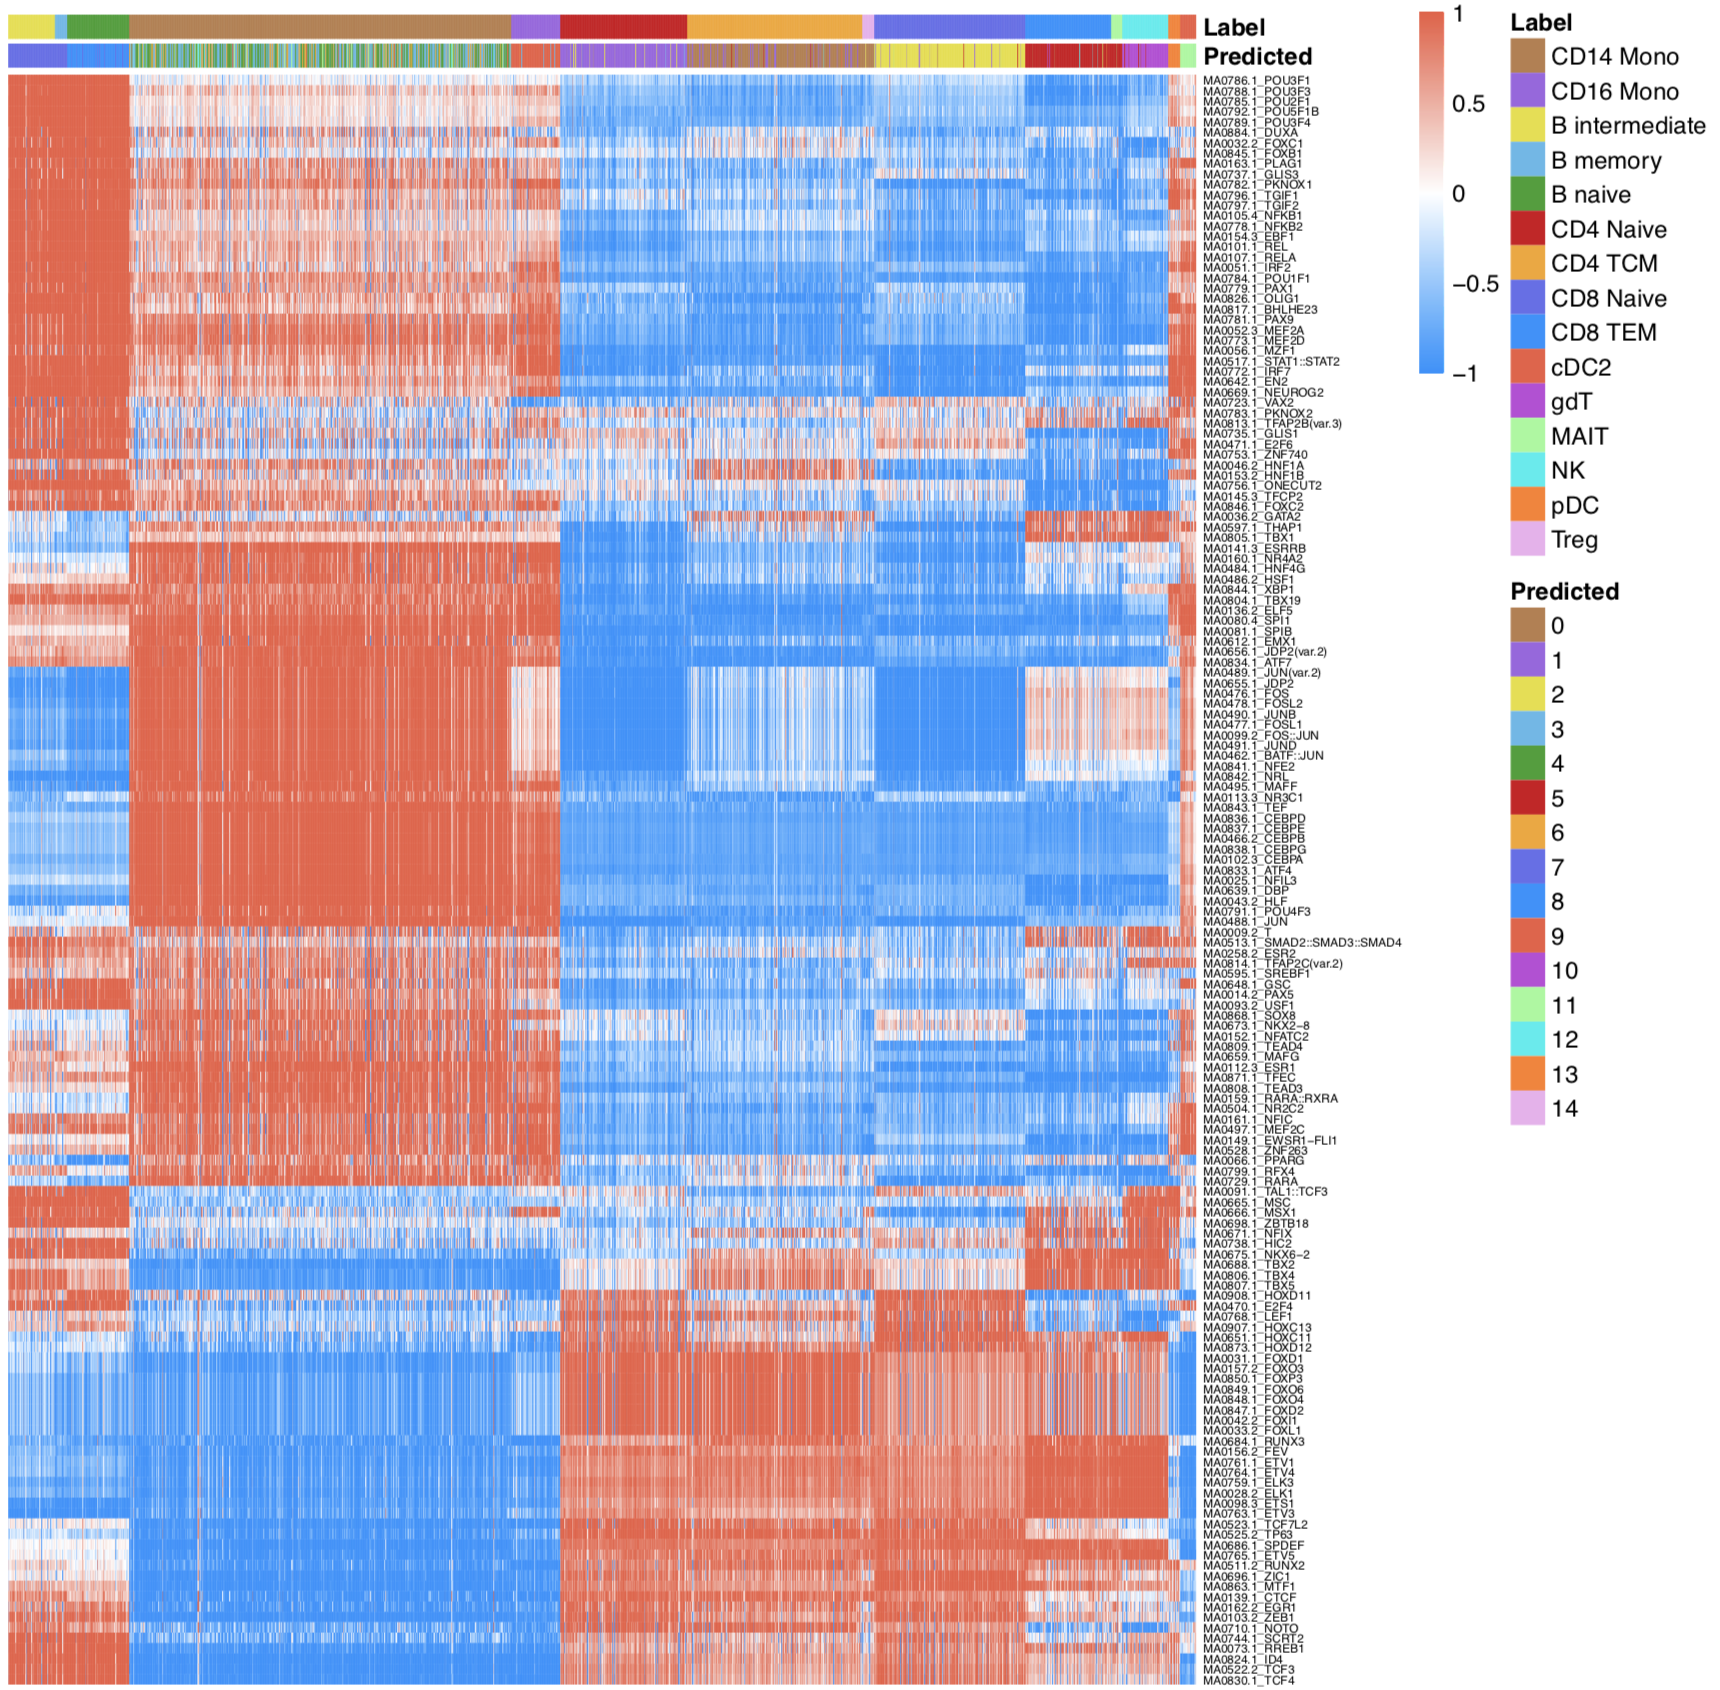 Label
Predicted
MA0786.1_POU3F1
MA0788.1_POU3F3
MA0785.1_POU2F1
MA0792.1_POU5F1B
MA0789.1_POU3F4
MA0884.1_DUXA
MA0032.2_FOXC1
MA0845.1_FOXB1
MA0163.1_PLAG1
MA0737.1_GLIS3
MA0782.1_PKNOX1
MA0796.1_TGIF1
MA0797.1_TGIF2
MA0105.4_NFKB1
MA0778.1_NFKB2
MA0154.3_EBF1
MA0101.1_REL
MA0107.1_RELA
MA0051.1_IRF2
MA0784.1_POU1F1
MA0779.1_PAX1
MA0826.1_OLIG1
MA0817.1_BHLHE23
MA0781.1_PAX9
MA0052.3_MEF2A
MA0773.1_MEF2D
MA0056.1_MZF1
MA0517.1_STAT1::STAT2
MA0772.1_IRF7
MA0642.1_EN2
MA0669.1_NEUROG2
MA0723.1_VAX2
MA0783.1_PKNOX2
MA0813.1_TFAP2B(var.3)
MA0735.1_GLIS1
MA0471.1_E2F6
MA0753.1_ZNF740
MA0046.2_HNF1A
MA0153.2_HNF1B
MA0756.1_ONECUT2
MA0145.3_TFCP2
MA0846.1_FOXC2
MA0036.2_GATA2
MA0597.1_THAP1
MA0805.1_TBX1
MA0141.3_ESRRB
MA0160.1_NR4A2
MA0484.1_HNF4G
MA0486.2_HSF1
MA0844.1_XBP1
MA0804.1_TBX19
MA0136.2_ELF5
MA0080.4_SPI1
MA0081.1_SPIB
MA0612.1_EMX1
MA0656.1_JDP2(var.2)
MA0834.1_ATF7
MA0489.1_JUN(var.2)
MA0655.1_JDP2
MA0476.1_FOS
MA0478.1_FOSL2
MA0490.1_JUNB
MA0477.1_FOSL1
MA0099.2_FOS::JUN
MA0491.1_JUND
MA0462.1_BATF::JUN
MA0841.1_NFE2
MA0842.1_NRL
MA0495.1_MAFF
MA0113.3_NR3C1
MA0843.1_TEF
MA0836.1_CEBPD
MA0837.1_CEBPE
MA0466.2_CEBPB
MA0838.1_CEBPG
MA0102.3_CEBPA
MA0833.1_ATF4
MA0025.1_NFIL3
MA0639.1_DBP
MA0043.2_HLF
MA0791.1_POU4F3
MA0488.1_JUN
MA0009.2_T
MA0513.1_SMAD2::SMAD3::SMAD4
MA0258.2_ESR2
MA0814.1_TFAP2C(var.2)
MA0595.1_SREBF1
MA0648.1_GSC
MA0014.2_PAX5
MA0093.2_USF1
MA0868.1_SOX8
MA0673.1_NKX2−8
MA0152.1_NFATC2
MA0809.1_TEAD4
MA0659.1_MAFG
MA0112.3_ESR1
MA0871.1_TFEC
MA0808.1_TEAD3
MA0159.1_RARA::RXRA
MA0504.1_NR2C2
MA0161.1_NFIC
MA0497.1_MEF2C
MA0149.1_EWSR1−FLI1
MA0528.1_ZNF263
MA0066.1_PPARG
MA0799.1_RFX4
MA0729.1_RARA
MA0091.1_TAL1::TCF3
MA0665.1_MSC
MA0666.1_MSX1
MA0698.1_ZBTB18
MA0671.1_NFIX
MA0738.1_HIC2
MA0675.1_NKX6−2
MA0688.1_TBX2
MA0806.1_TBX4
MA0807.1_TBX5
MA0908.1_HOXD11
MA0470.1_E2F4
MA0768.1_LEF1
MA0907.1_HOXC13
MA0651.1_HOXC11
MA0873.1_HOXD12
MA0031.1_FOXD1
MA0157.2_FOXO3
MA0850.1_FOXP3
MA0849.1_FOXO6
MA0848.1_FOXO4
MA0847.1_FOXD2
MA0042.2_FOXI1
MA0033.2_FOXL1
MA0684.1_RUNX3
MA0156.2_FEV
MA0761.1_ETV1
MA0764.1_ETV4
MA0759.1_ELK3
MA0028.2_ELK1
MA0098.3_ETS1
MA0763.1_ETV3
MA0523.1_TCF7L2
MA0525.2_TP63
MA0686.1_SPDEF
MA0765.1_ETV5
MA0511.2_RUNX2
MA0696.1_ZIC1
MA0863.1_MTF1
MA0139.1_CTCF
MA0162.2_EGR1
MA0103.2_ZEB1
MA0710.1_NOTO
MA0744.1_SCRT2
MA0073.1_RREB1
MA0824.1_ID4
MA0522.2_TCF3
MA0830.1_TCF4
1
0.5
0
−0.5
−1
Label
CD14 Mono
CD16 Mono
B intermediate
B memory
B naive
CD4 Naive
CD4 TCM
CD8 Naive
CD8 TEM
cDC2
gdT
MAIT
NK
pDC
Treg
Predicted
0
1
2
3
4
5
6
7
8
9
10
11
12
13
14